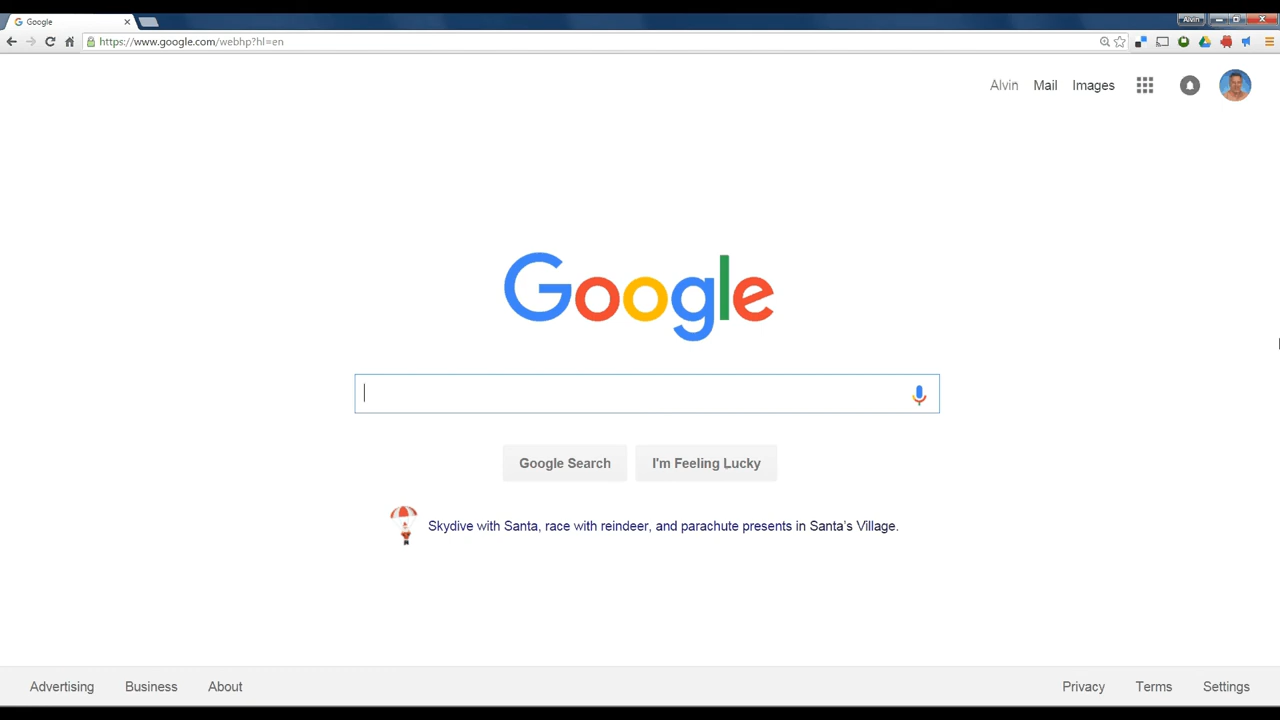 Google
Alvin
https://www.google.com/webhp?hl=en
Alvin Mail Images
Google
Google Search I'm Feeling Lucky
Skydive with Santa, race with reindeer, and parachute presents in Santa's Village.
Advertising Business About Privacy Terms Settings